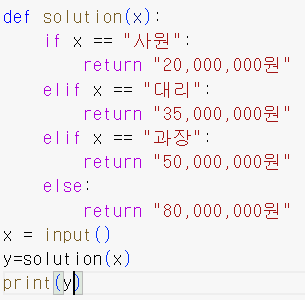 def solution(x):
    if x == "사원":
        return "20,000,000원"
    elif x == "대리":
        return "35,000,000원"
    elif x == "과장":
        return "50,000,000원"
    else:
        return "80,000,000원"
x = input()
y=solution(x)
print(y)